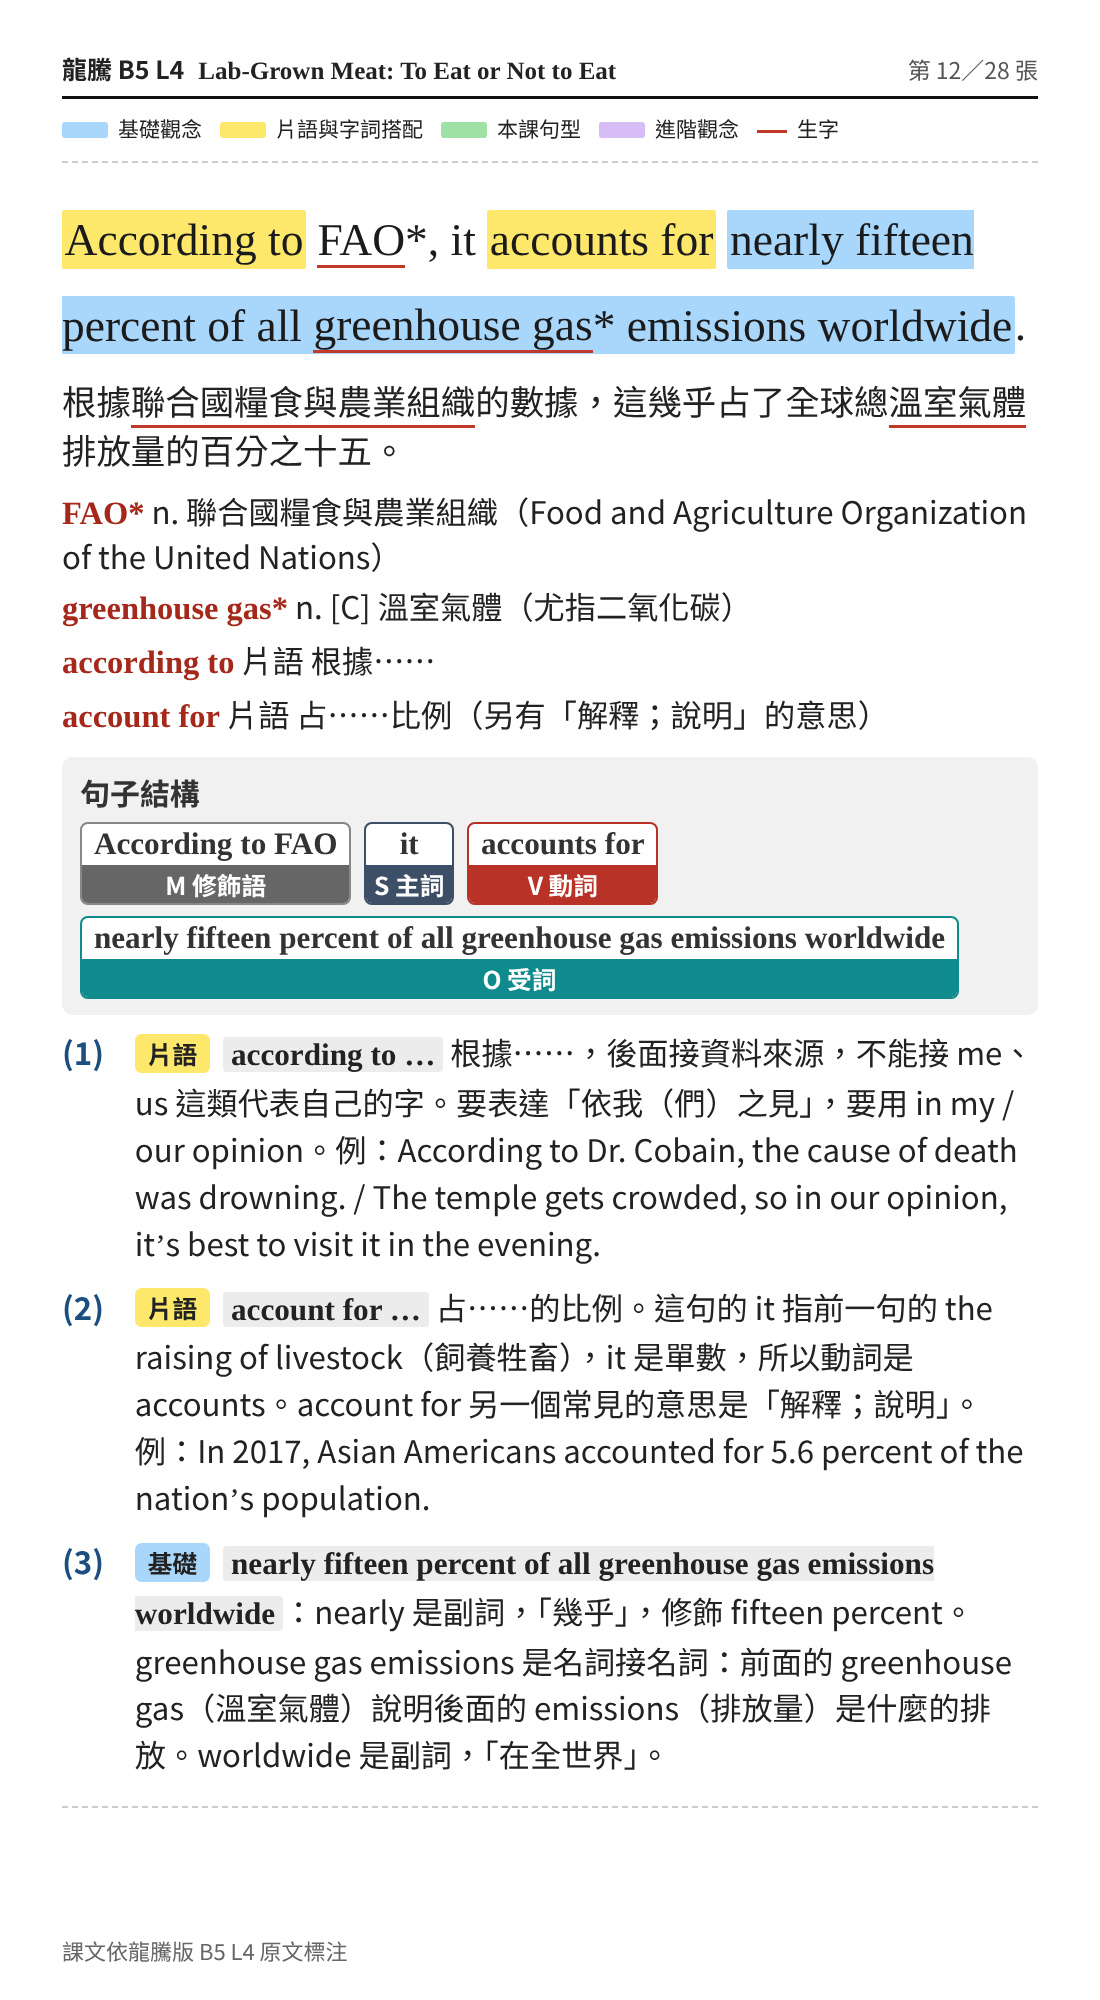 龍騰 B5 L4 Lab-Grown Meat: To Eat or Not to Eat 第 12／28 張
基礎觀念 片語與字詞搭配 本課句型 進階觀念 生字
According to FAO*, it accounts for nearly fifteen
percent of all greenhouse gas* emissions worldwide.
根據聯合國糧食與農業組織的數據，這幾乎占了全球總溫室氣體
排放量的百分之十五。
FAO* n. 聯合國糧食與農業組織（Food and Agriculture Organization
of the United Nations）
greenhouse gas* n. [C] 溫室氣體（尤指二氧化碳）
according to 片語 根據……
account for 片語 占……比例（另有「解釋；說明」的意思）
句子結構
According to FAO it accounts for
M 修飾語 S 主詞 V 動詞
nearly fifteen percent of all greenhouse gas emissions worldwide
O 受詞
(1) 片語 according to … 根據……，後面接資料來源，不能接 me、
us 這類代表自己的字。要表達「依我（們）之見」，要用 in my /
our opinion。例：According to Dr. Cobain, the cause of death
was drowning. / The temple gets crowded, so in our opinion,
it’s best to visit it in the evening.
(2) 片語 account for … 占……的比例。這句的 it 指前一句的 the
raising of livestock（飼養牲畜），it 是單數，所以動詞是
accounts。account for 另一個常見的意思是「解釋；說明」。
例：In 2017, Asian Americans accounted for 5.6 percent of the
nation’s population.
(3) 基礎 nearly fifteen percent of all greenhouse gas emissions
worldwide：nearly 是副詞，「幾乎」，修飾 fifteen percent。
greenhouse gas emissions 是名詞接名詞：前面的 greenhouse
gas（溫室氣體）說明後面的 emissions（排放量）是什麼的排
放。worldwide 是副詞，「在全世界」。
課文依龍騰版 B5 L4 原文標注